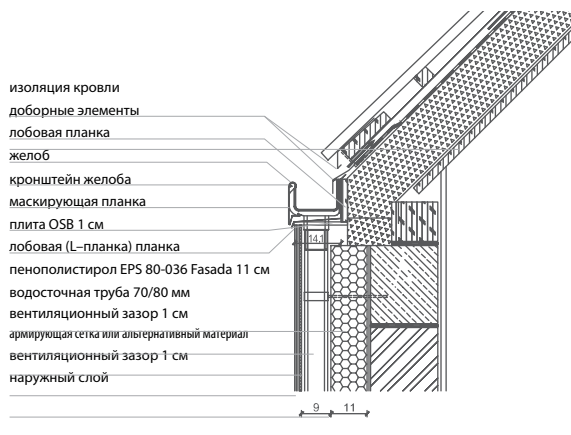 изоляция кровли
доборные элементы
лобовая планка
желоб
кронштейн желоба
маскирующая планка
плита OSB 1 см
лобовая (L–планка) планка
пенополистирол EPS 80-036 Fasada 11 см
водосточная труба 70/80 мм
вентиляционный зазор 1 см
армирующая сетка или альтернативный материал
вентиляционный зазор 1 см
наружный слой
14,1
9 11